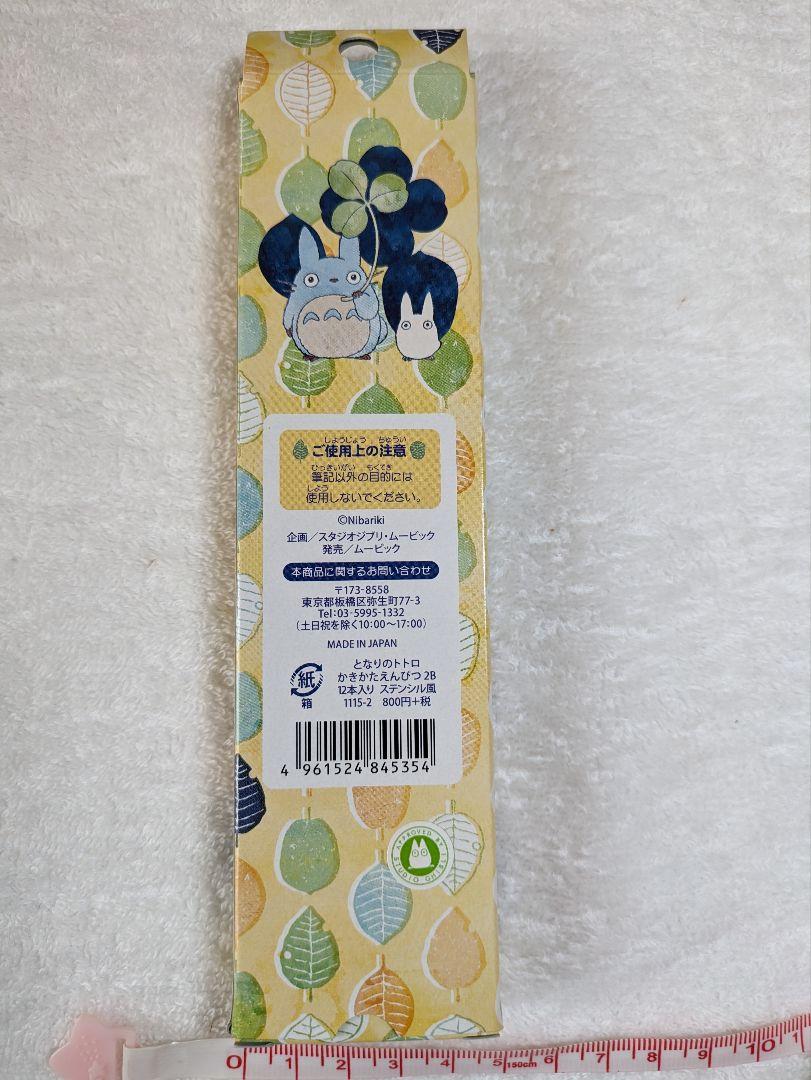 しようじょう ちゅうい
ご使用上の注意
ひっきいがい もくてき
筆記以外の目的には
しよう
使用しないでください。
©Nibariki
企画／スタジオジブリ・ムービック
発売／ムービック
本商品に関するお問い合わせ
〒173-8558
東京都板橋区弥生町77-3
Tel:03-5995-1332
（土日祝を除く10:00～17:00）
MADE IN JAPAN
紙
箱
となりのトトロ
かきかたえんぴつ 2B
12本入り ステンシル風
1115-2 800円+税
4 961524 845354
APPROVED BY
STUDIO GHIBLI
0 1 2 3 4 5 150cm 6 7 8 9 10 1